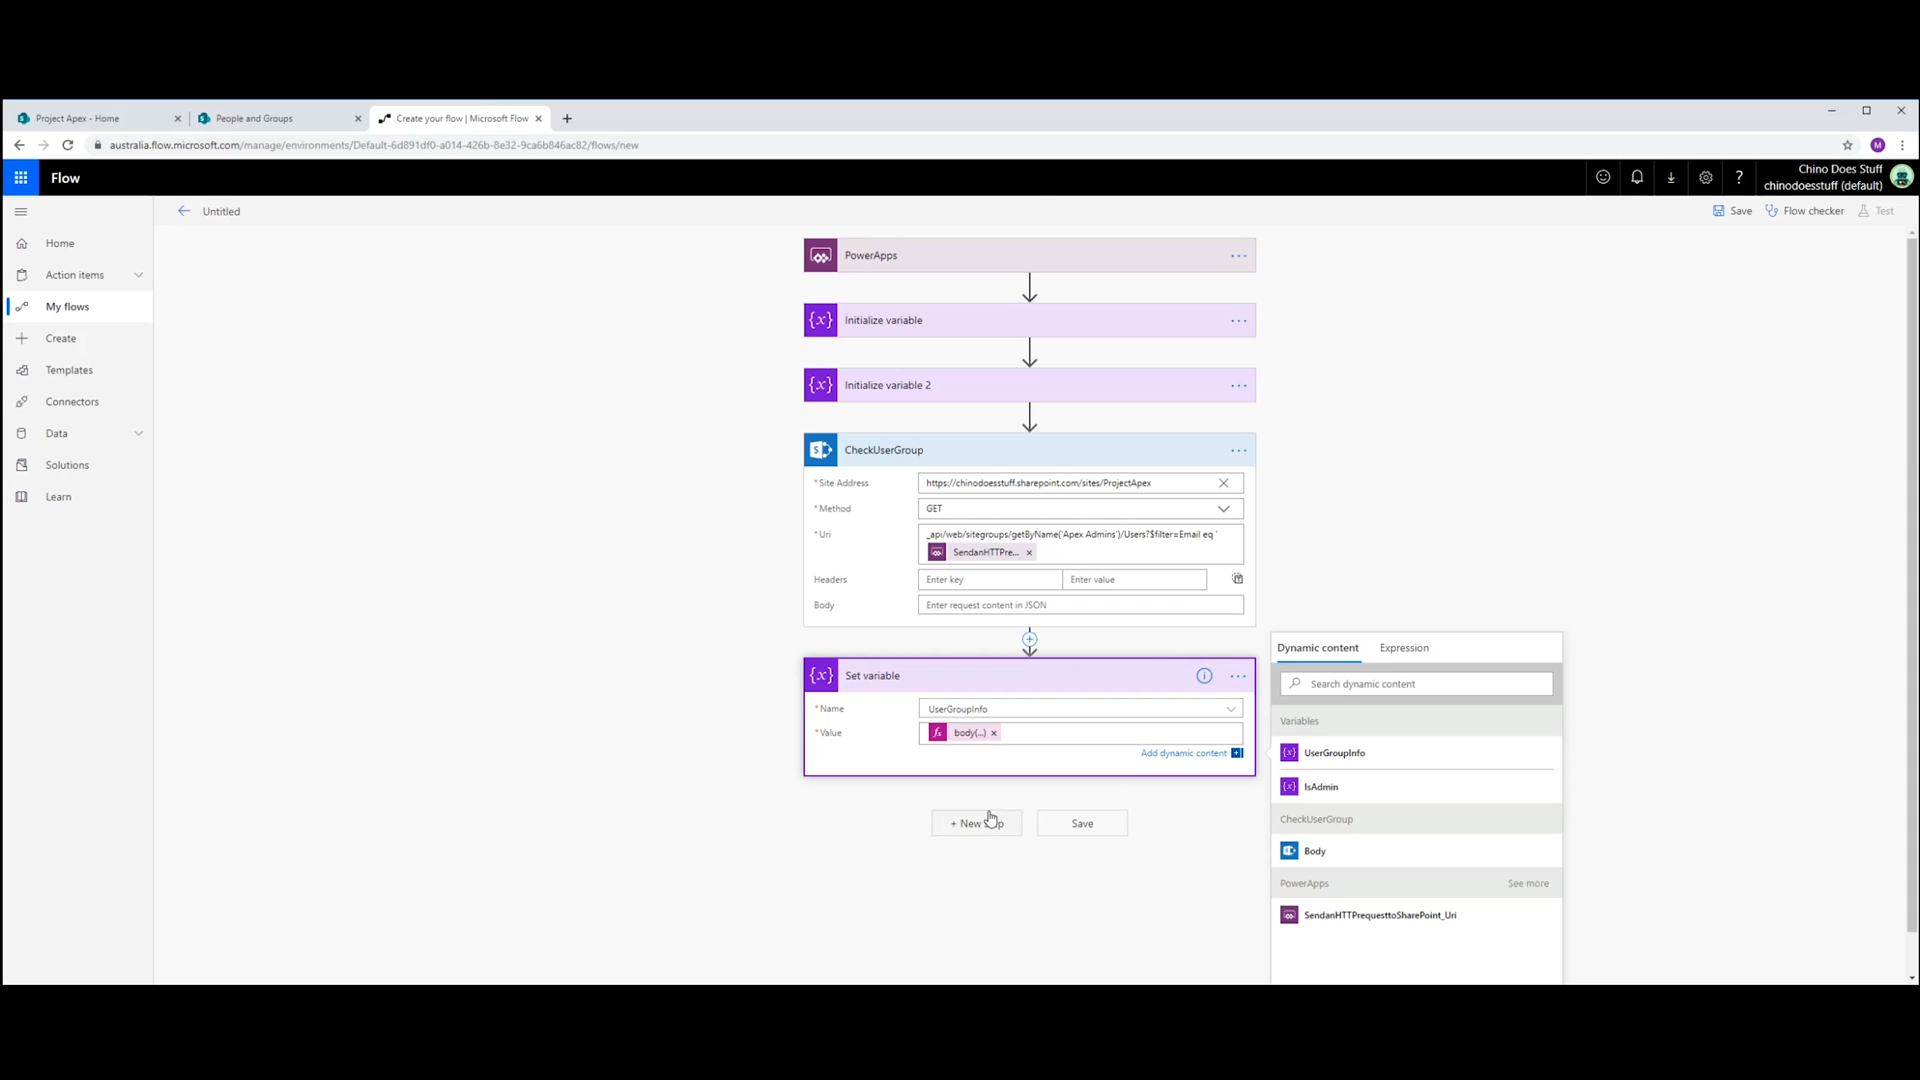 Project Apex - Home
People and Groups
Create your flow | Microsoft Flow
australia.flow.microsoft.com/manage/environments/Default-6d891df0-a014-426b-8e32-9ca6b846ac82/flows/new
M
Flow
?
Chino Does Stuff
chinodoesstuff (default)
Untitled
Save
Flow checker
Test
Home
Action items
My flows
Create
Templates
Connectors
Data
Solutions
Learn
PowerApps
{x} Initialize variable
{x} Initialize variable 2
S CheckUserGroup
* Site Address
https://chinodoesstuff.sharepoint.com/sites/ProjectApex
* Method
GET
* Uri
_api/web/sitegroups/getByName('Apex Admins')/Users?$filter=Email eq '
SendanHTTPre...
Headers
Enter key
Enter value
Body
Enter request content in JSON
{x} Set variable
* Name
UserGroupInfo
* Value
fx body(...)
Add dynamic content
+ New
Save
Dynamic content
Expression
Search dynamic content
Variables
{x} UserGroupInfo
{x} IsAdmin
CheckUserGroup
Body
PowerApps
See more
SendanHTTPrequesttoSharePoint_Uri